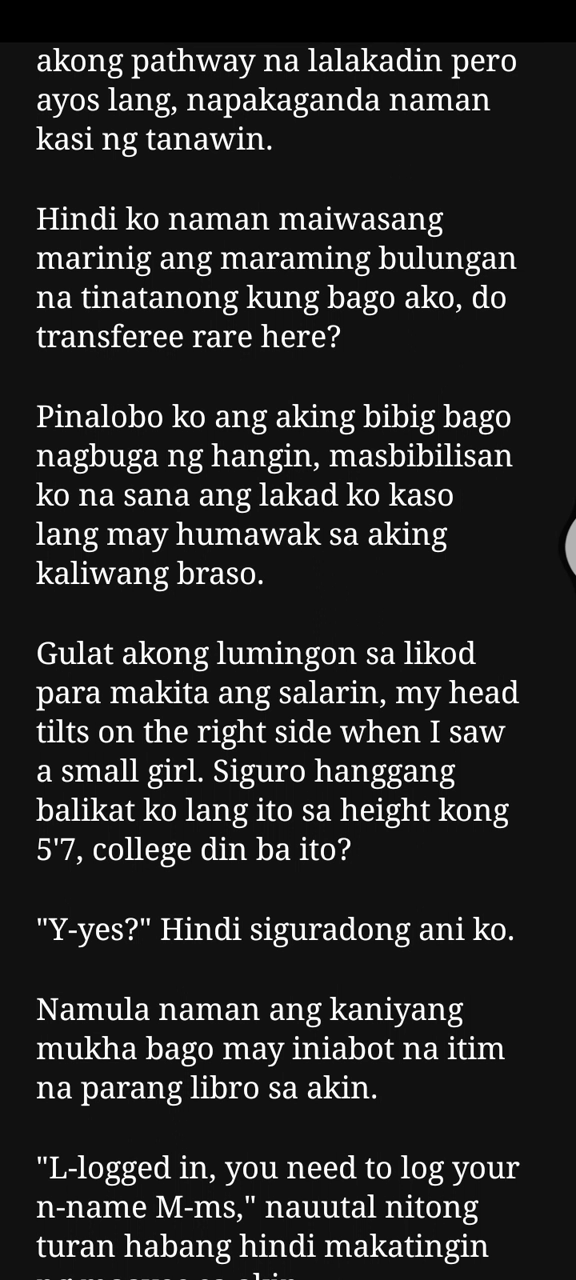 akong pathway na lalakadin pero
ayos lang, napakaganda naman
kasi ng tanawin.
Hindi ko naman maiwasang
marinig ang maraming bulungan
na tinatanong kung bago ako, do
transferee rare here?
Pinalobo ko ang aking bibig bago
nagbuga ng hangin, masbibilisan
ko na sana ang lakad ko kaso
lang may humawak sa aking
kaliwang braso.
Gulat akong lumingon sa likod
para makita ang salarin, my head
tilts on the right side when I saw
a small girl. Siguro hanggang
balikat ko lang ito sa height kong
5'7, college din ba ito?
"Y-yes?" Hindi siguradong ani ko.
Namula naman ang kaniyang
mukha bago may iniabot na itim
na parang libro sa akin.
"L-logged in, you need to log your
n-name M-ms," nauutal nitong
turan habang hindi makatingin